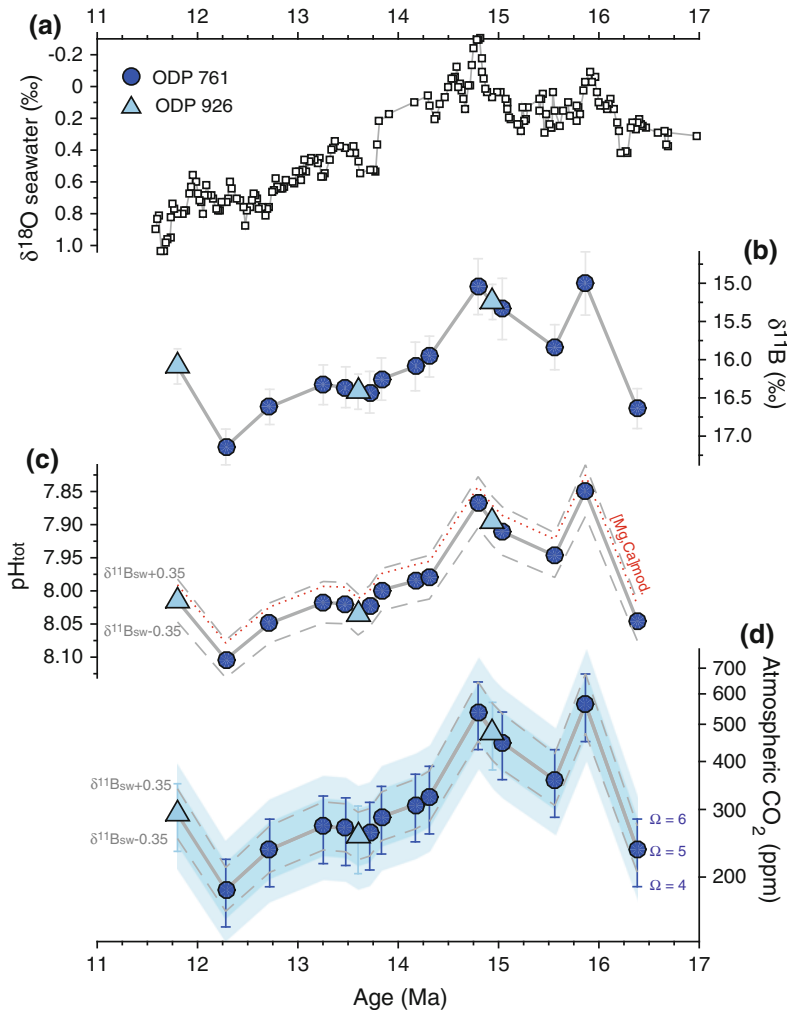 11 12 13 14 15 16 17
(a)
-0.2
0
0.2
0.4
0.6
0.8
1.0
δ18O seawater (‰)
ODP 761
ODP 926
(b)
15.0
15.5
16.0
16.5
17.0
δ11B (‰)
(c)
7.85
7.90
7.95
8.00
8.05
8.10
pHtot
δ11Bsw+0.35
δ11Bsw-0.35
[Mg,Ca]mod.
(d)
700
600
500
400
300
200
Atmospheric CO2 (ppm)
δ11Bsw+0.35
δ11Bsw-0.35
Ω = 6
Ω = 5
Ω = 4
11 12 13 14 15 16 17
Age (Ma)